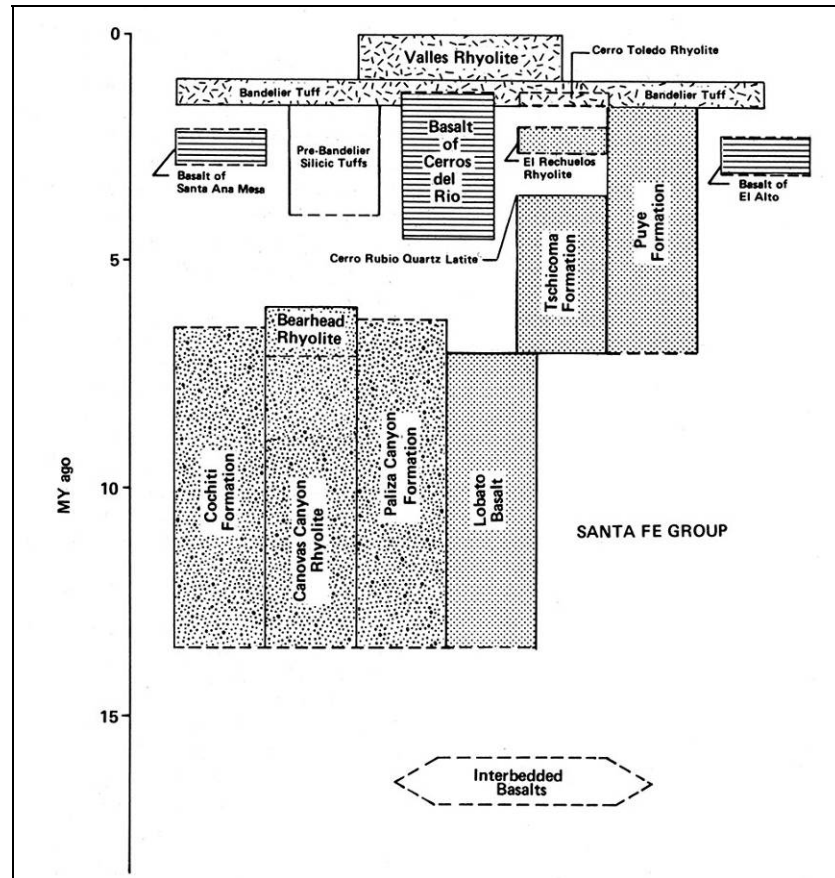 0
Valles Rhyolite
Cerro Toledo Rhyolite
Bandelier Tuff
Bandelier Tuff
Basalt of
Santa Ana Mesa
Pre-Bandelier
Silicic Tuffs
Basalt
of
Cerros
del
Rio
El Rechuelos
Rhyolite
Basalt of
El Alto
Puye
Formation
Cerro Rubio Quartz Latite
Tschicoma
Formation
5
Bearhead
Rhyolite
Cochiti
Formation
Canovas Canyon
Rhyolite
Paliza Canyon
Formation
Lobato
Basalt
MY ago
10
SANTA FE GROUP
15
Interbedded
Basalts